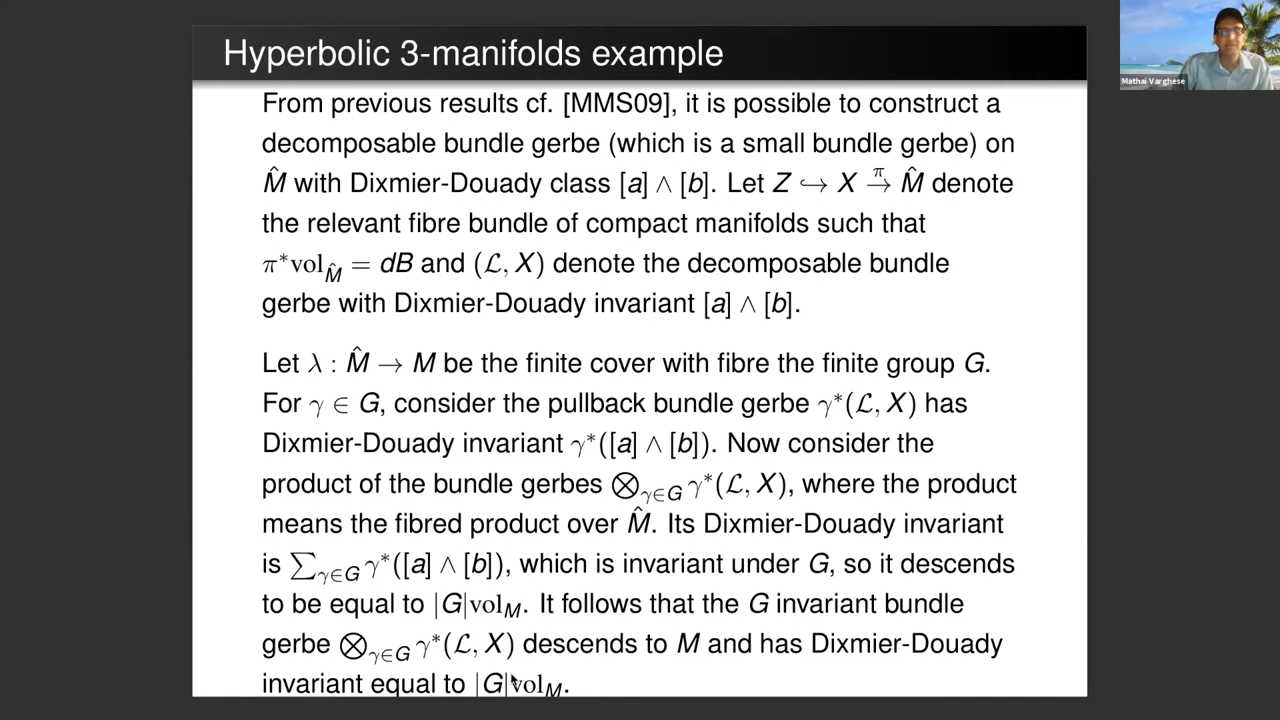 Hyperbolic 3-manifolds example
Mathai Varghese
From previous results cf. [MMS09], it is possible to construct a
decomposable bundle gerbe (which is a small bundle gerbe) on
M̂ with Dixmier-Douady class [a] ∧ [b]. Let Z ↪ X →^π M̂ denote
the relevant fibre bundle of compact manifolds such that
π*vol_M̂ = dB and (ℒ, X) denote the decomposable bundle
gerbe with Dixmier-Douady invariant [a] ∧ [b].
Let λ : M̂ → M be the finite cover with fibre the finite group G.
For γ ∈ G, consider the pullback bundle gerbe γ*(ℒ, X) has
Dixmier-Douady invariant γ*([a] ∧ [b]). Now consider the
product of the bundle gerbes ⨂_{γ∈G} γ*(ℒ, X), where the product
means the fibred product over M̂. Its Dixmier-Douady invariant
is ∑_{γ∈G} γ*([a] ∧ [b]), which is invariant under G, so it descends
to be equal to |G|vol_M. It follows that the G invariant bundle
gerbe ⨂_{γ∈G} γ*(ℒ, X) descends to M and has Dixmier-Douady
invariant equal to |G|vol_M.